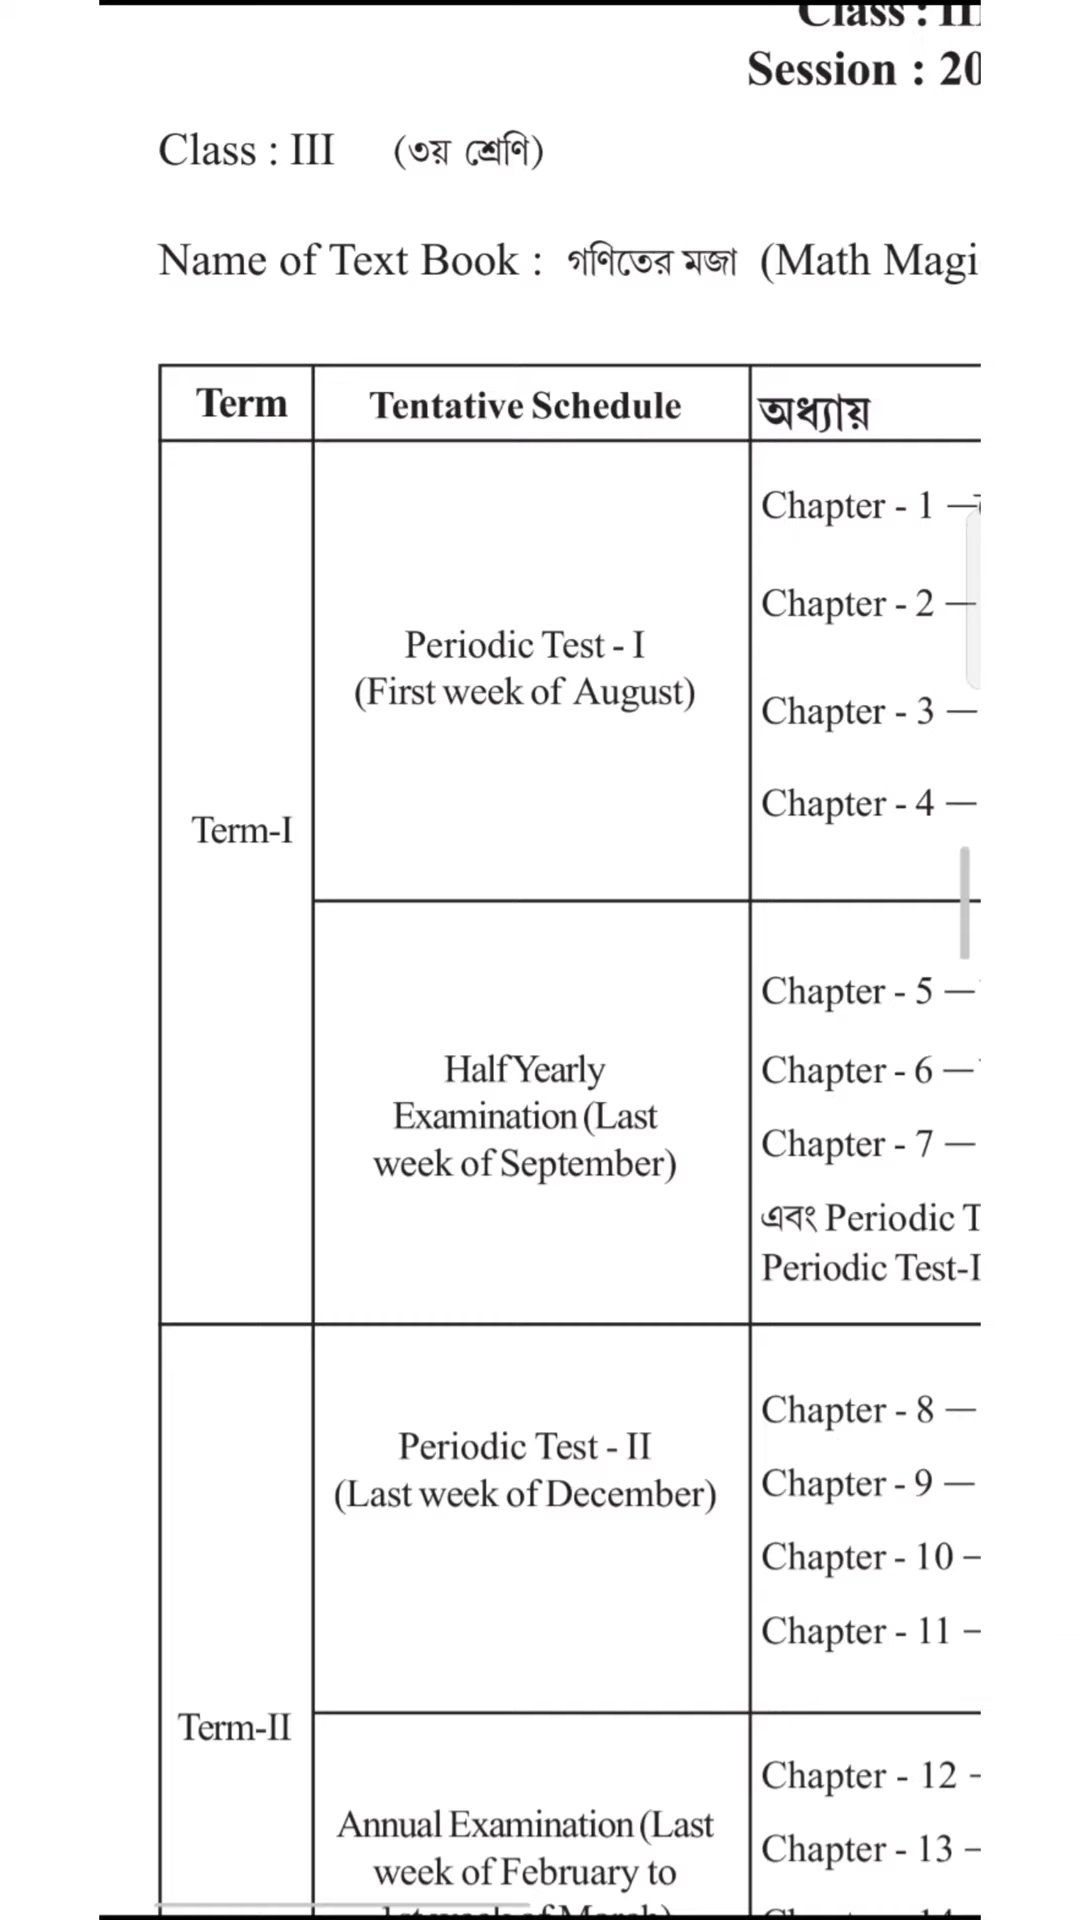 Class : III
Session : 20
Class : III (৩য় শ্রেণি)
Name of Text Book : গণিতের মজা (Math Magi
Term Tentative Schedule অধ্যায়
Chapter - 1 —
Chapter - 2 —
Periodic Test - I
(First week of August)
Chapter - 3 —
Chapter - 4 —
Term-I
Chapter - 5 —
Half Yearly
Examination (Last
week of September)
Chapter - 6 —
Chapter - 7 —
এবং Periodic T
Periodic Test-I
Chapter - 8 —
Periodic Test - II
(Last week of December)
Chapter - 9 —
Chapter - 10 –
Chapter - 11 –
Term-II
Chapter - 12 -
Annual Examination (Last
week of February to
Chapter - 13 –